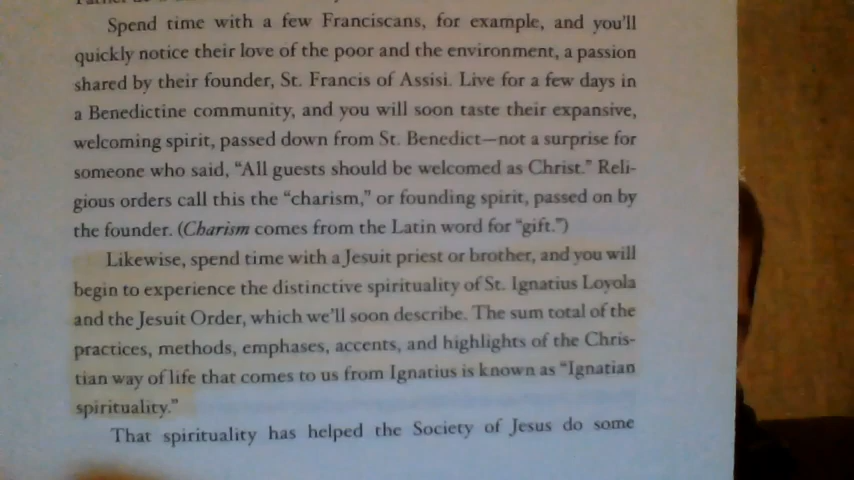 Spend time with a few Franciscans, for example, and you'll
quickly notice their love of the poor and the environment, a passion
shared by their founder, St. Francis of Assisi. Live for a few days in
a Benedictine community, and you will soon taste their expansive,
welcoming spirit, passed down from St. Benedict—not a surprise for
someone who said, “All guests should be welcomed as Christ.” Reli-
gious orders call this the “charism,” or founding spirit, passed on by
the founder. (Charism comes from the Latin word for “gift.”)
Likewise, spend time with a Jesuit priest or brother, and you will
begin to experience the distinctive spirituality of St. Ignatius Loyola
and the Jesuit Order, which we'll soon describe. The sum total of the
practices, methods, emphases, accents, and highlights of the Chris-
tian way of life that comes to us from Ignatius is known as “Ignatian
spirituality.”
That spirituality has helped the Society of Jesus do some